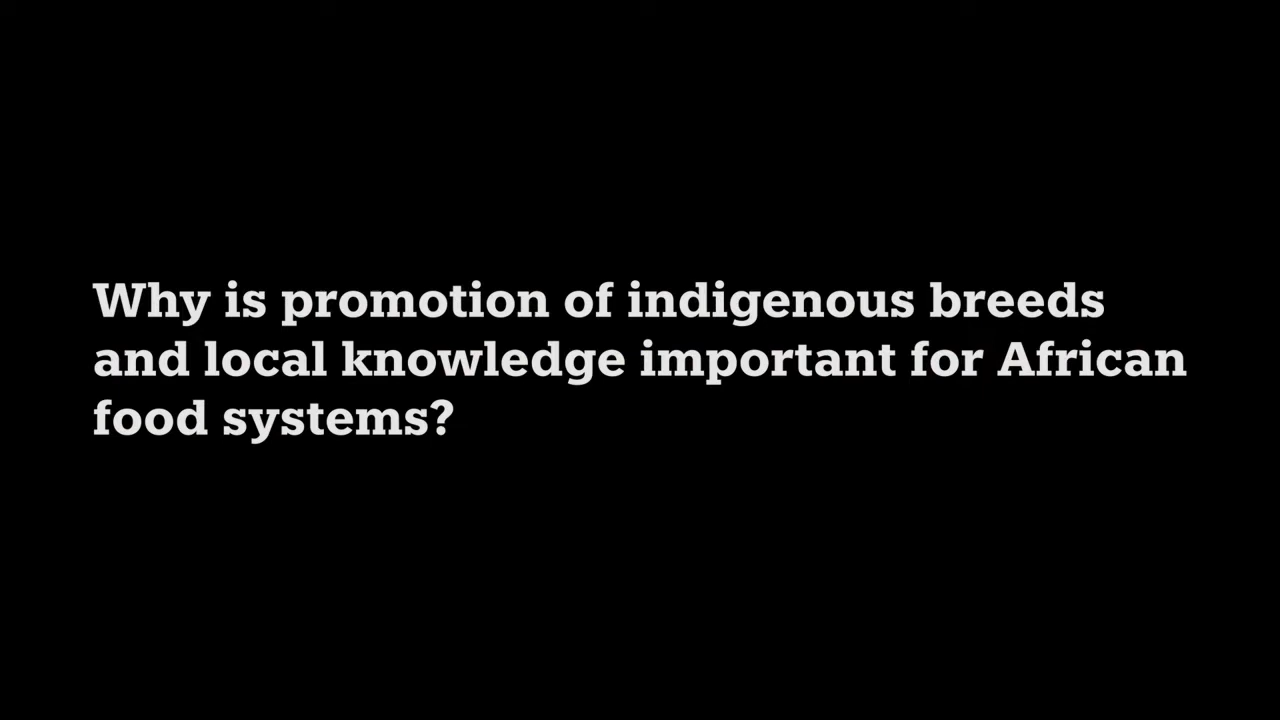 Why is promotion of indigenous breeds
and local knowledge important for African
food systems?